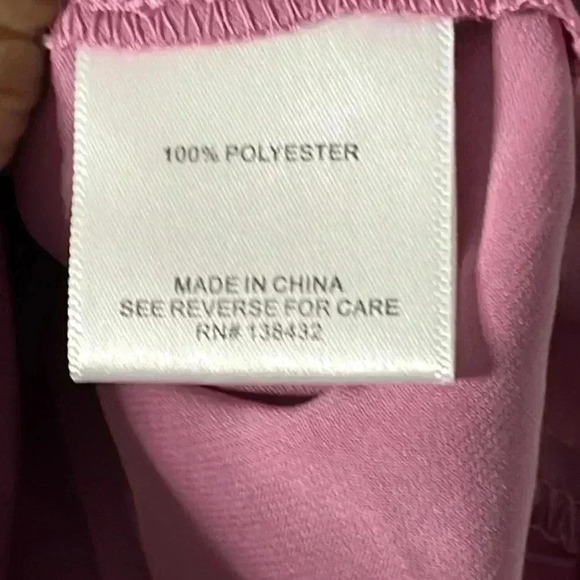 100% POLYESTER
MADE IN CHINA
SEE REVERSE FOR CARE
RN# 138432